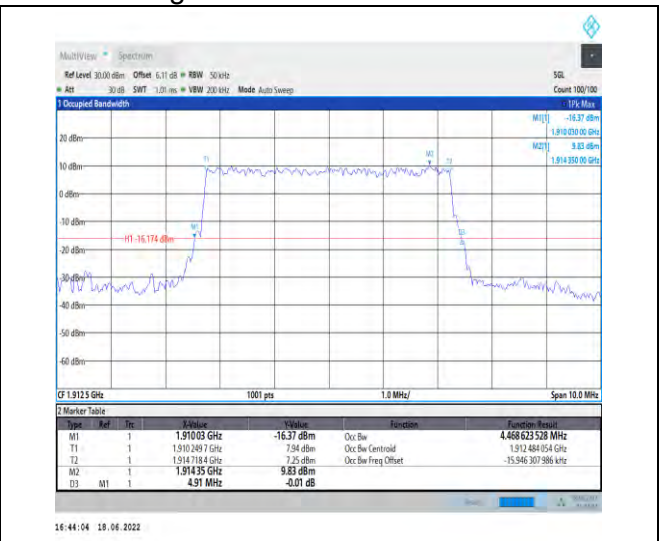 MultiView Spectrum
Ref Level 30.00 dBm Offset 6.11 dB RBW 50 kHz SGL
Att 30 dB SWT 1.01 ms VBW 200 kHz Mode Auto Sweep Count 100/100
1 Occupied Bandwidth 1Pk Max
M1[1] -16.37 dBm
1.910 030 00 GHz
M2[1] 9.83 dBm
1.914 350 00 GHz
20 dBm
M2
T1 T2
10 dBm
0 dBm
-10 dBm
M1
D3
H1 -16.174 dBm
-20 dBm
-30 dBm
-40 dBm
-50 dBm
-60 dBm
CF 1.912 5 GHz 1001 pts 1.0 MHz/ Span 10.0 MHz
2 Marker Table
Type Ref Trc X-Value Y-Value Function Function Result
M1 1 1.910 03 GHz -16.37 dBm Occ Bw 4.468 623 528 MHz
T1 1 1.910 249 7 GHz 7.94 dBm Occ Bw Centroid 1.912 484 054 GHz
T2 1 1.914 718 4 GHz 7.25 dBm Occ Bw Freq Offset -15.946 307 986 kHz
M2 1 1.914 35 GHz 9.83 dBm
D3 M1 1 4.91 MHz -0.01 dB
16:44:04 18.06.2022